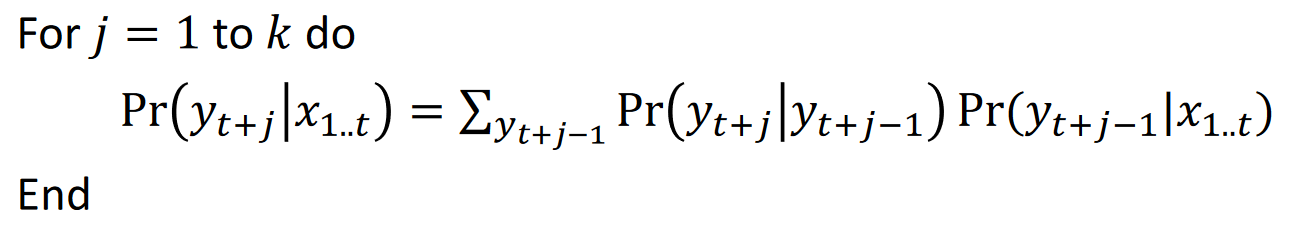 For j = 1 to k do
Pr(y_{t+j}|x_{1..t}) = ∑_{y_{t+j−1}} Pr(y_{t+j}|y_{t+j−1}) Pr(y_{t+j−1}|x_{1..t})
End